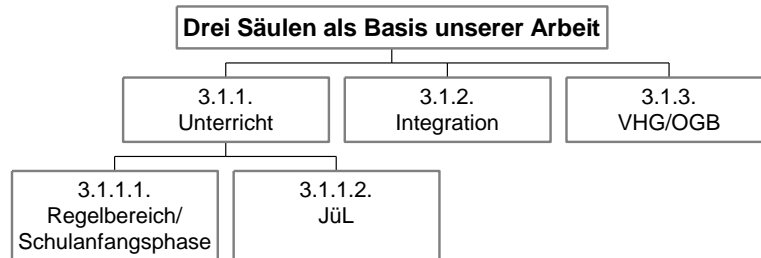 Drei Säulen als Basis unserer Arbeit
3.1.1.
Unterricht
3.1.2.
Integration
3.1.3.
VHG/OGB
3.1.1.1.
Regelbereich/
Schulanfangsphase
3.1.1.2.
JüL